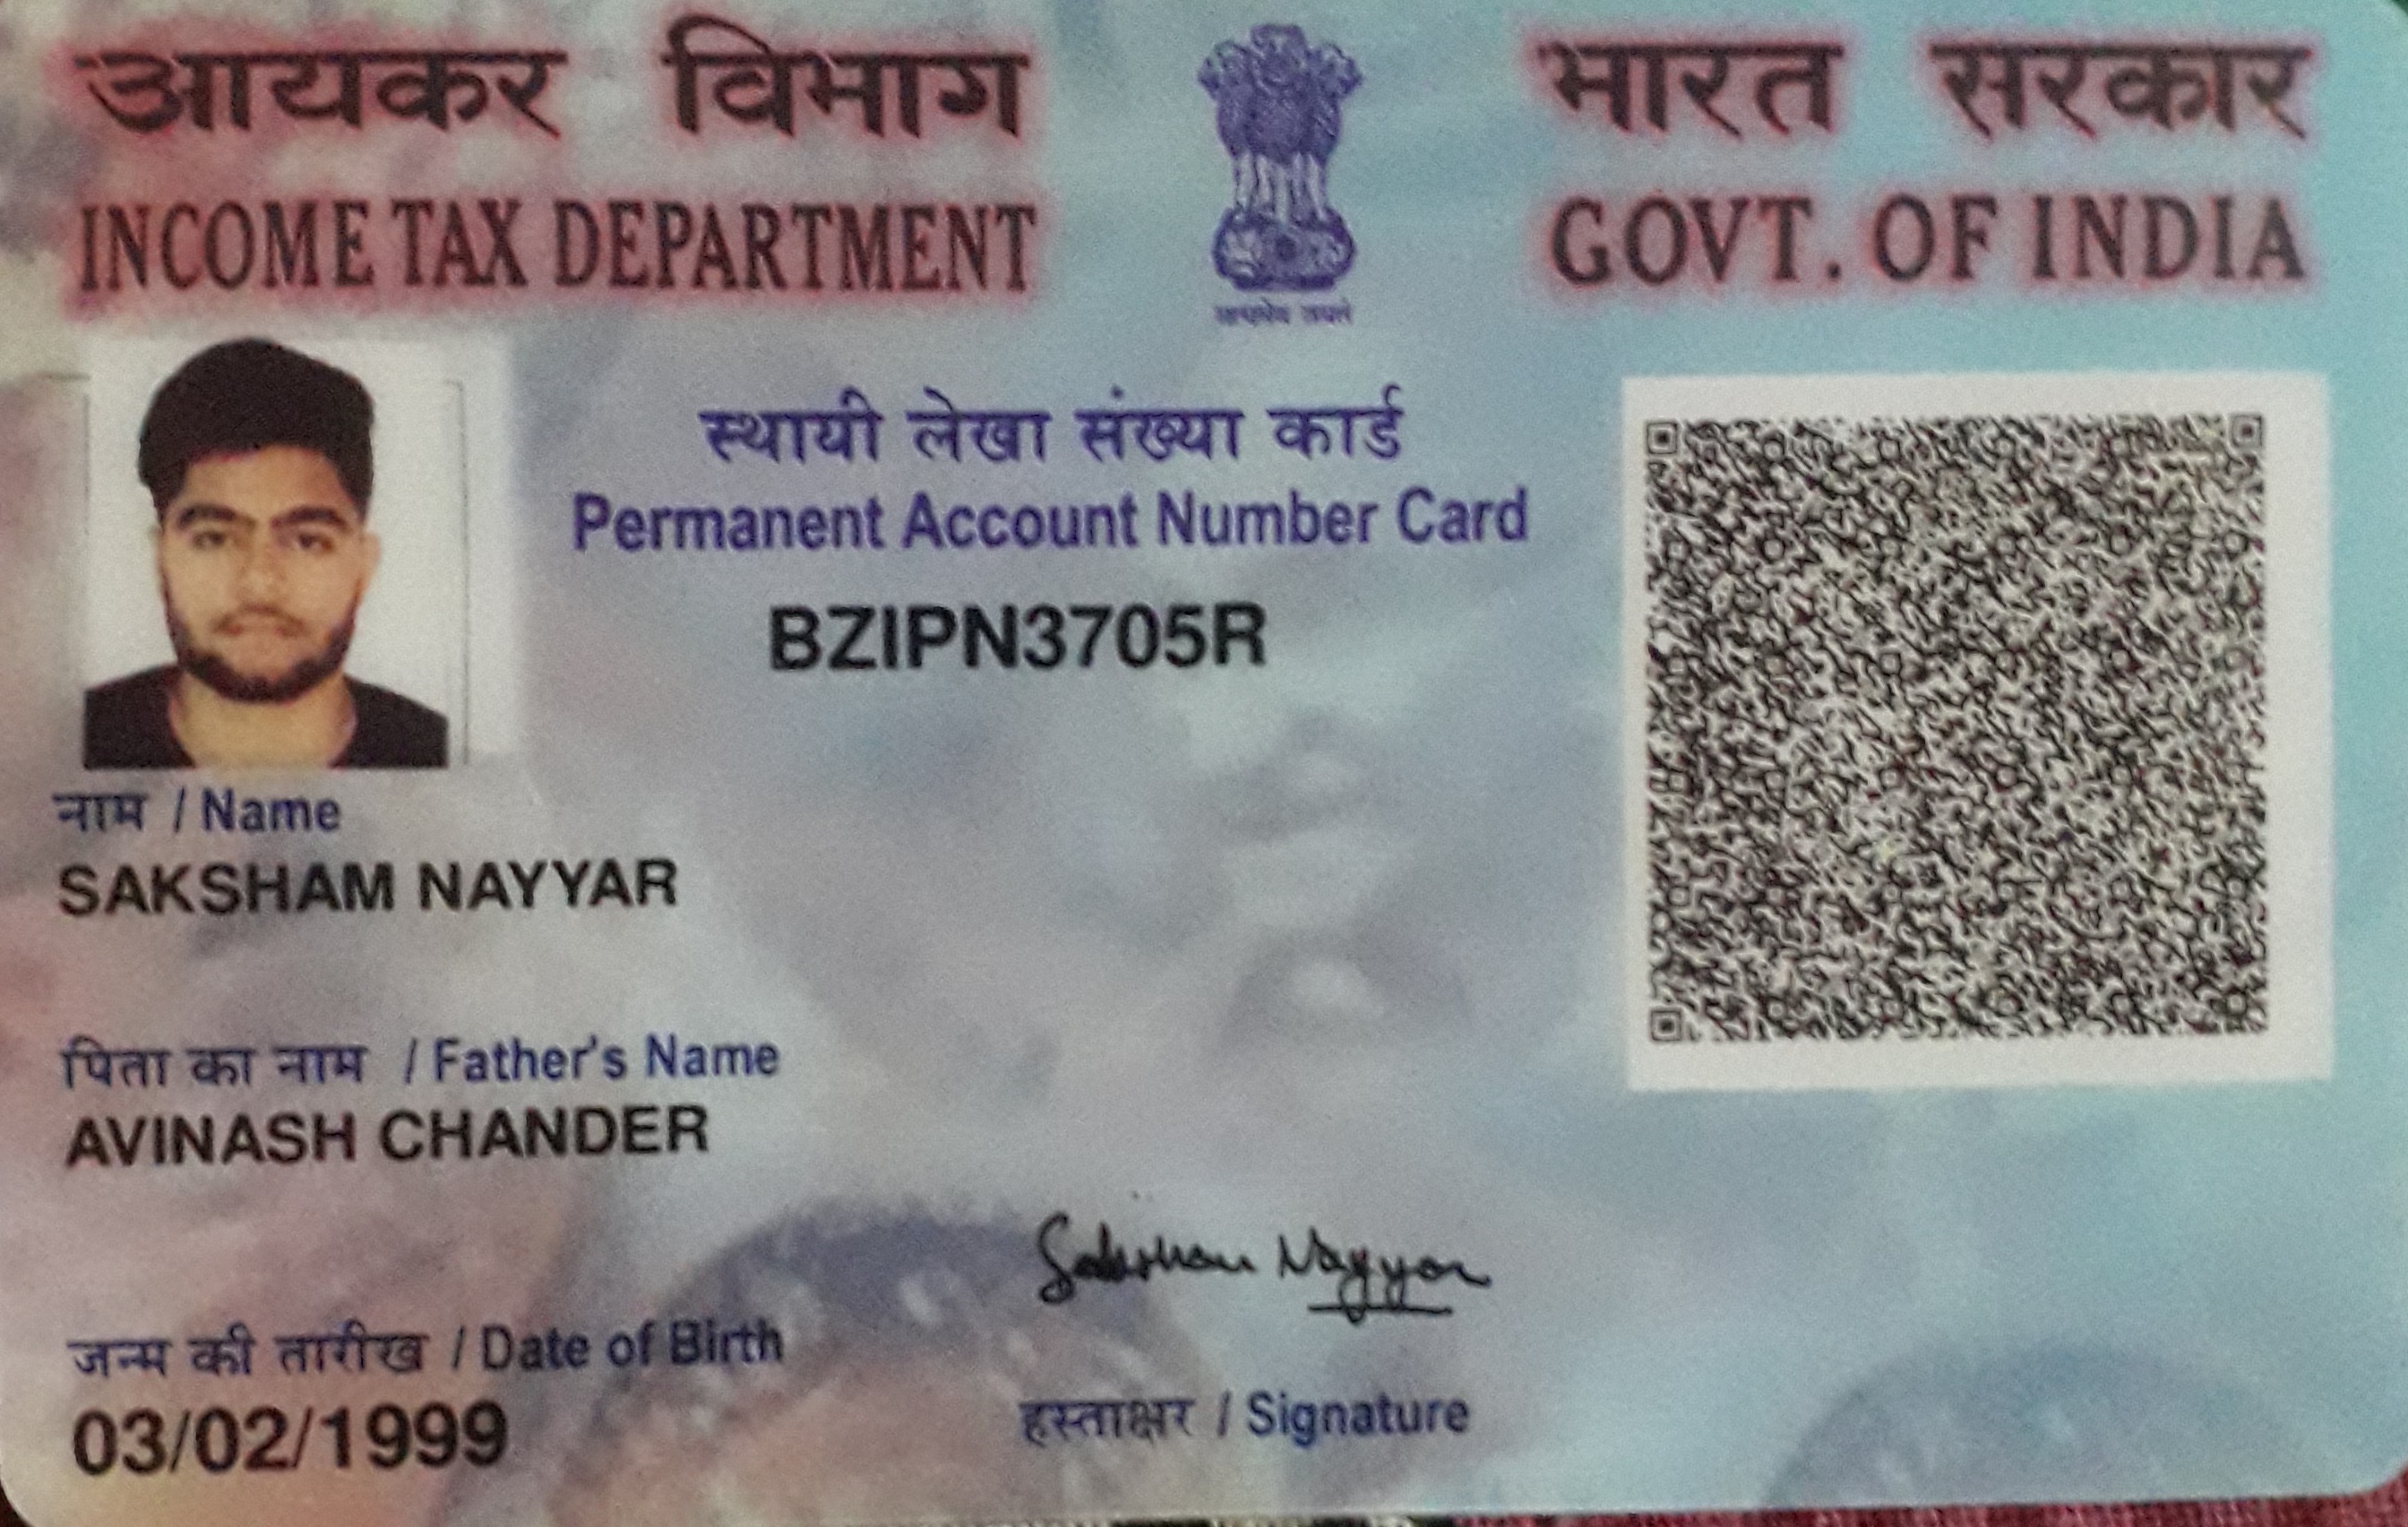 आयकर विभाग
INCOME TAX DEPARTMENT
सत्यमेव जयते
भारत सरकार
GOVT. OF INDIA
स्थायी लेखा संख्या कार्ड
Permanent Account Number Card
BZIPN3705R
नाम / Name
SAKSHAM NAYYAR
पिता का नाम / Father's Name
AVINASH CHANDER
Saksham Nayyar
जन्म की तारीख / Date of Birth
03/02/1999
हस्ताक्षर / Signature